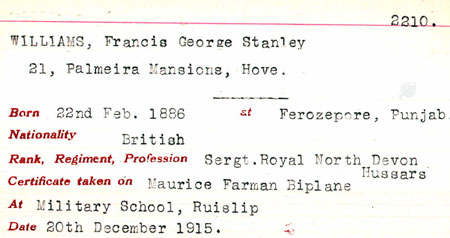 2210.
WILLIAMS, Francis George Stanley
21, Palmeira Mansions, Hove.
Born 22nd Feb. 1886 at Ferozepore, Punjab
Nationality British
Rank, Regiment, Profession Sergt.Royal North Devon
Hussars
Certificate taken on Maurice Farman Biplane
At Military School, Ruislip
Date 20th December 1915.